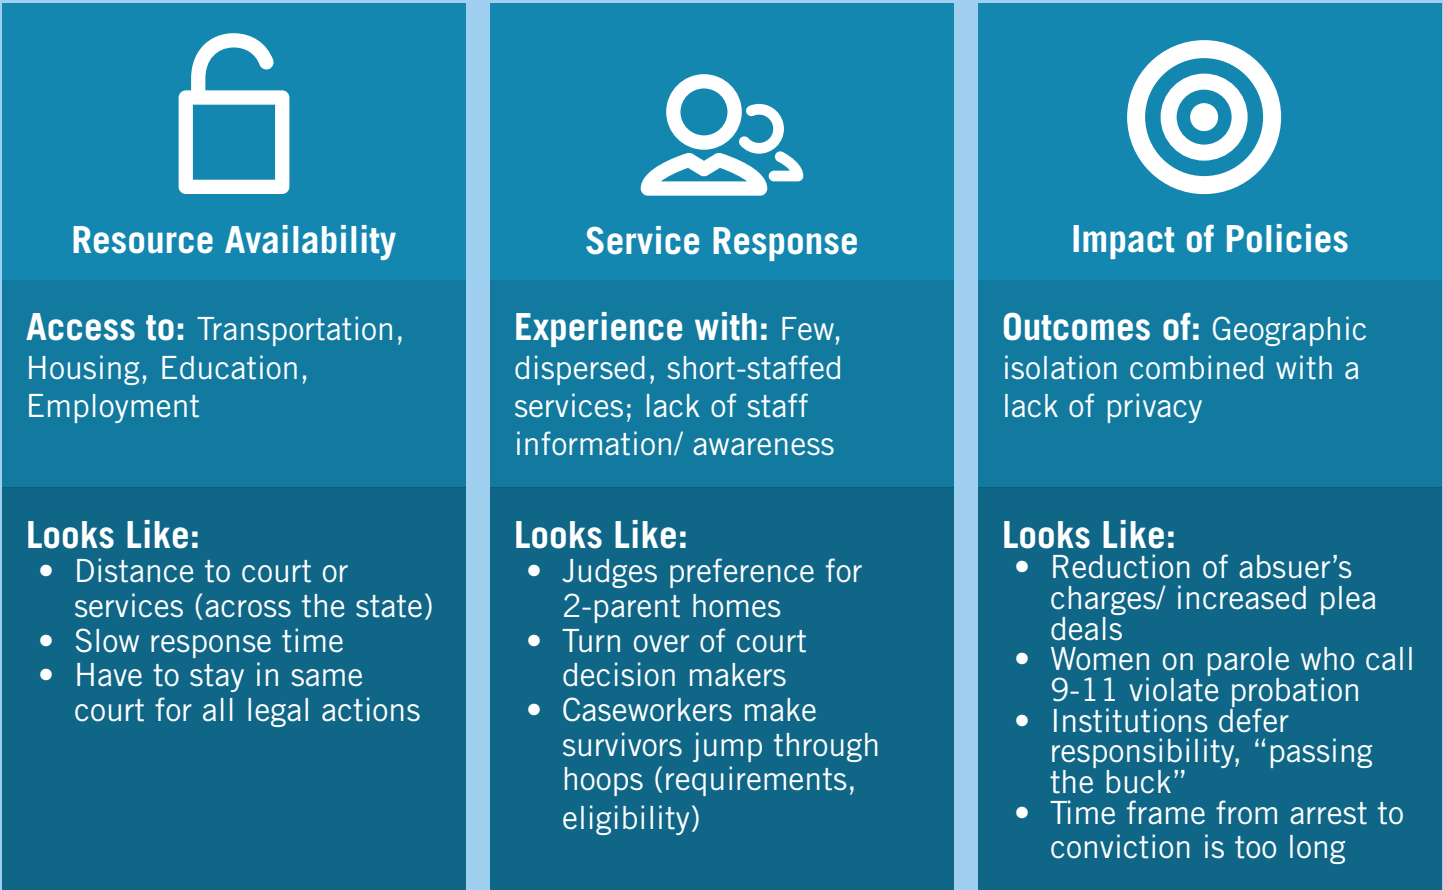 Resource Availability
Access to: Transportation,
Housing, Education,
Employment
Looks Like:
• Distance to court or
services (across the state)
• Slow response time
• Have to stay in same
court for all legal actions
Service Response
Experience with: Few,
dispersed, short-staffed
services; lack of staff
information/ awareness
Looks Like:
• Judges preference for
2-parent homes
• Turn over of court
decision makers
• Caseworkers make
survivors jump through
hoops (requirements,
eligibility)
Impact of Policies
Outcomes of: Geographic
isolation combined with a
lack of privacy
Looks Like:
• Reduction of absuer’s
charges/ increased plea
deals
• Women on parole who call
9-11 violate probation
• Institutions defer
responsibility, “passing
the buck”
• Time frame from arrest to
conviction is too long